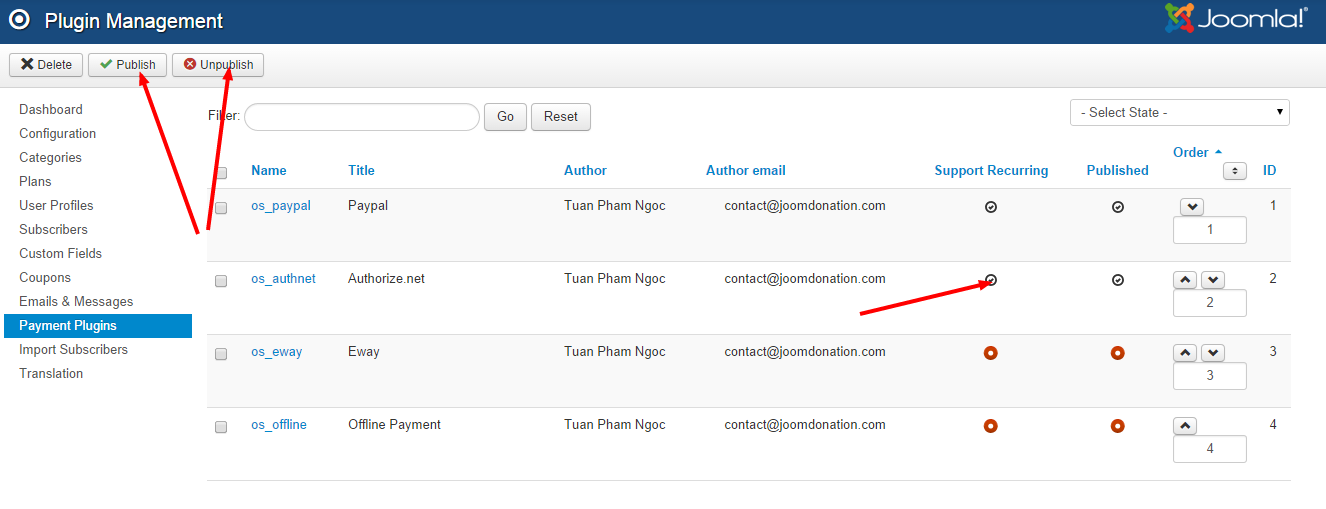 Plugin Management
Joomla!®
Delete Publish Unpublish
Dashboard
Configuration
Categories
Plans
User Profiles
Subscribers
Custom Fields
Coupons
Emails & Messages
Payment Plugins
Import Subscribers
Translation
Filter: Go Reset - Select State -
Name Title Author Author email Support Recurring Published Order ID
os_paypal Paypal Tuan Pham Ngoc contact@joomdonation.com 1 1
os_authnet Authorize.net Tuan Pham Ngoc contact@joomdonation.com 2 2
os_eway Eway Tuan Pham Ngoc contact@joomdonation.com 3 3
os_offline Offline Payment Tuan Pham Ngoc contact@joomdonation.com 4 4